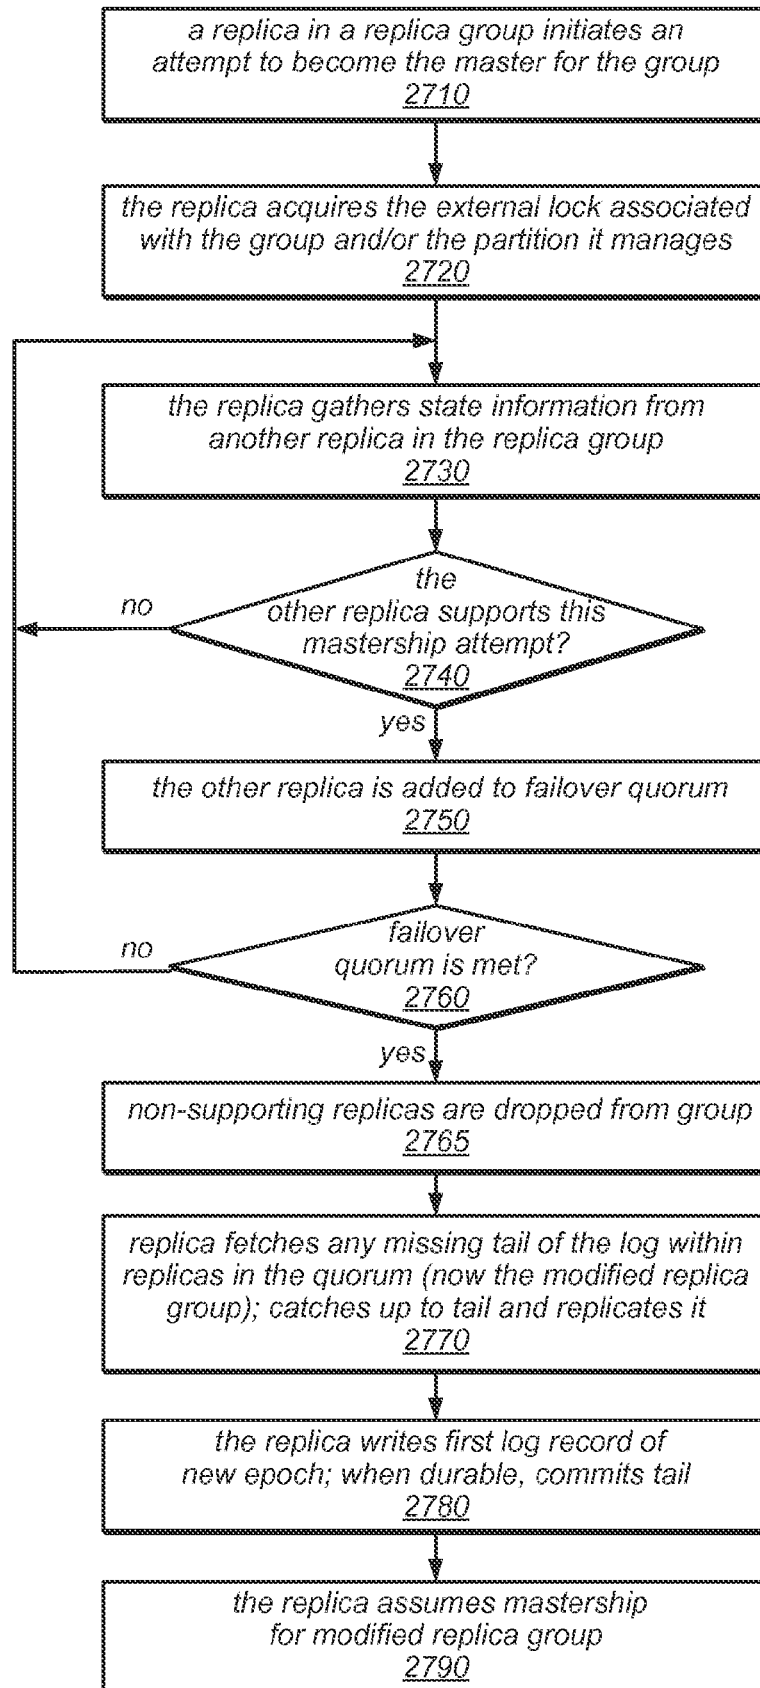 a replica in a replica group initiates an
attempt to become the master for the group
2710
the replica acquires the external lock associated
with the group and/or the partition it manages
2720
the replica gathers state information from
another replica in the replica group
2730
the
other replica supports this
mastership attempt?
2740
no
yes
the other replica is added to failover quorum
2750
failover
quorum is met?
2760
no
yes
non-supporting replicas are dropped from group
2765
replica fetches any missing tail of the log within
replicas in the quorum (now the modified replica
group); catches up to tail and replicates it
2770
the replica writes first log record of
new epoch; when durable, commits tail
2780
the replica assumes mastership
for modified replica group
2790